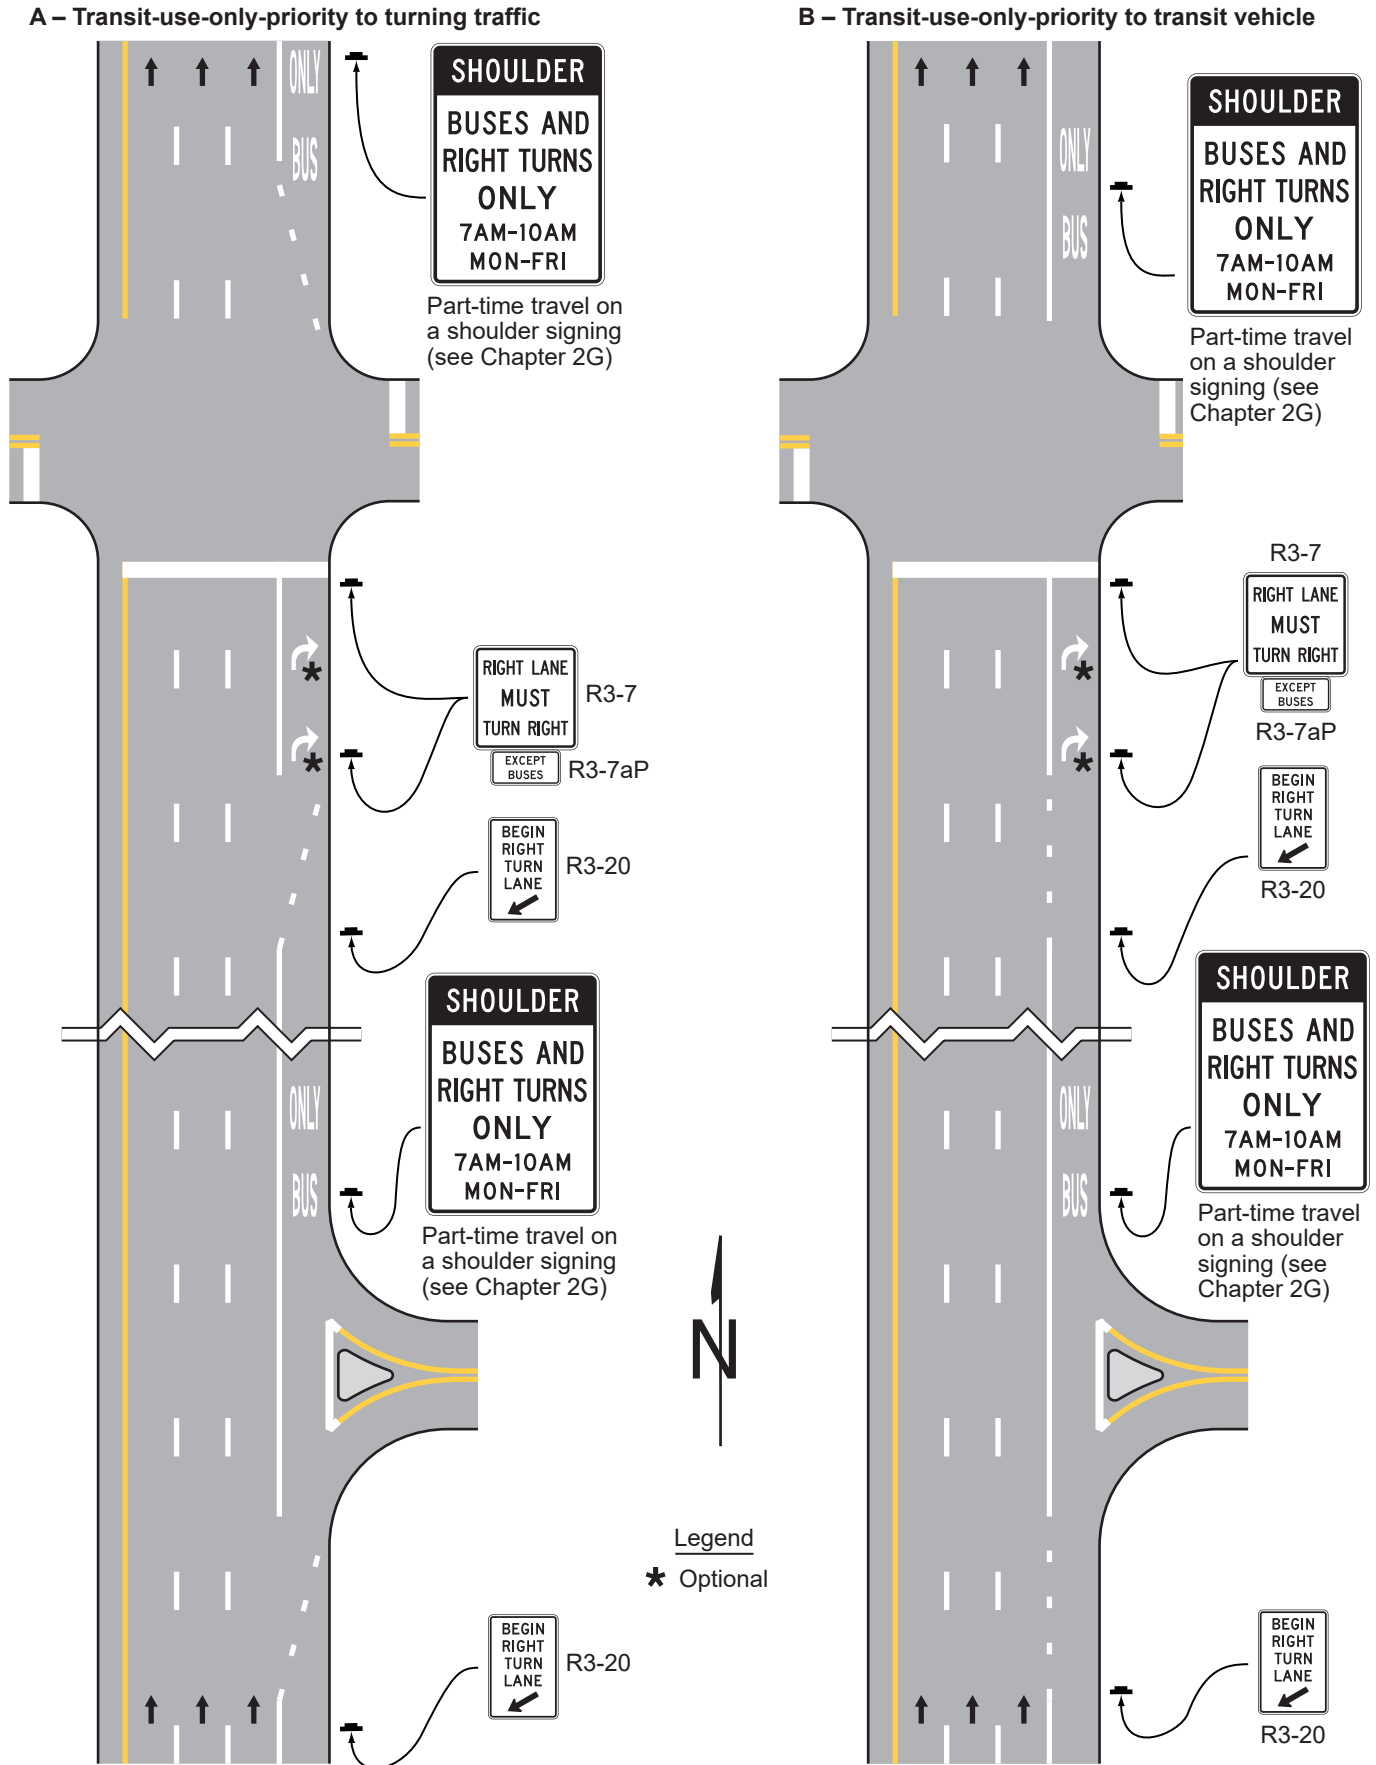 A – Transit-use-only-priority to turning traffic
ONLY
BUS
SHOULDER
BUSES AND
RIGHT TURNS
ONLY
7AM-10AM
MON-FRI
Part-time travel on
a shoulder signing
(see Chapter 2G)
RIGHT LANE
MUST
TURN RIGHT
R3-7
EXCEPT
BUSES
R3-7aP
*
*
BEGIN
RIGHT
TURN
LANE
R3-20
SHOULDER
BUSES AND
RIGHT TURNS
ONLY
7AM-10AM
MON-FRI
ONLY
BUS
Part-time travel on
a shoulder signing
(see Chapter 2G)
BEGIN
RIGHT
TURN
LANE
R3-20
N
Legend
* Optional
B – Transit-use-only-priority to transit vehicle
ONLY
BUS
SHOULDER
BUSES AND
RIGHT TURNS
ONLY
7AM-10AM
MON-FRI
Part-time travel
on a shoulder
signing (see
Chapter 2G)
R3-7
RIGHT LANE
MUST
TURN RIGHT
EXCEPT
BUSES
R3-7aP
*
*
BEGIN
RIGHT
TURN
LANE
R3-20
SHOULDER
BUSES AND
RIGHT TURNS
ONLY
7AM-10AM
MON-FRI
ONLY
BUS
Part-time travel
on a shoulder
signing (see
Chapter 2G)
BEGIN
RIGHT
TURN
LANE
R3-20